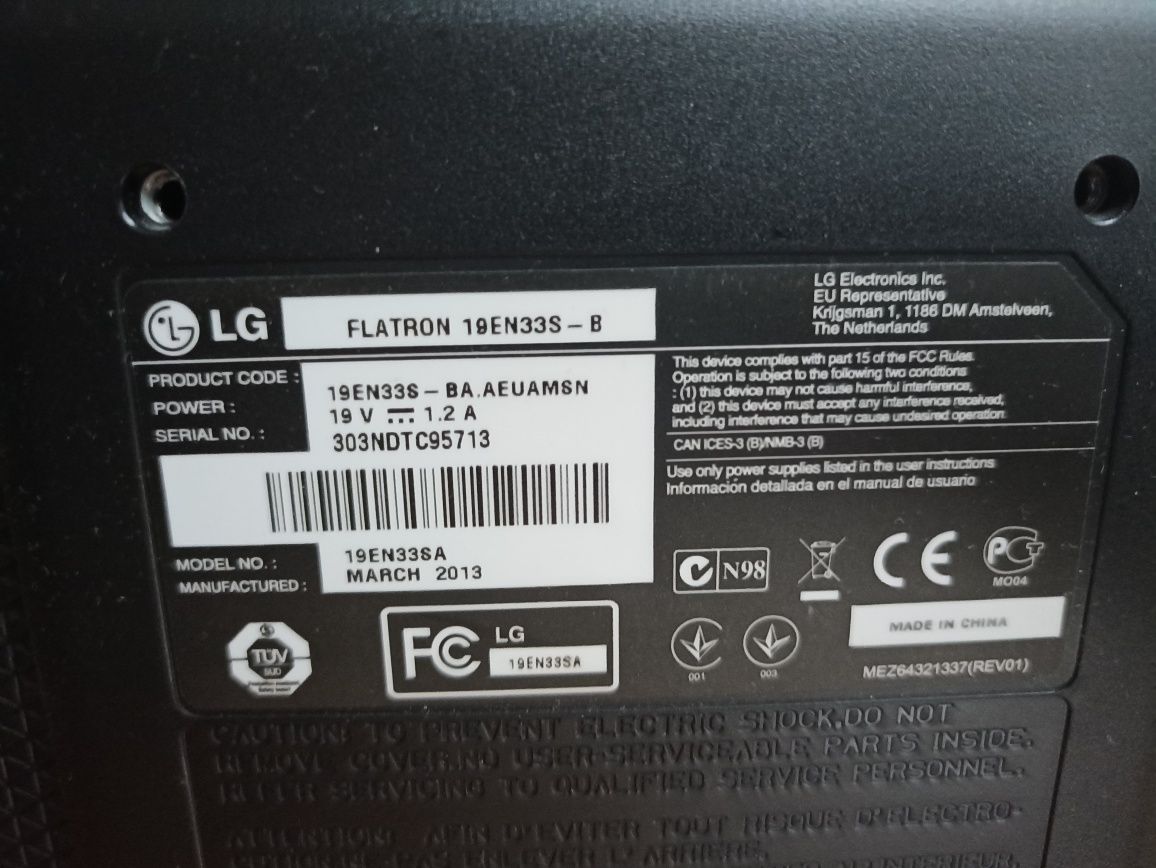 LG
FLATRON 19EN33S-B
LG Electronics Inc.
EU Representative
Krijgsman 1, 1186 DM Amstelveen,
The Netherlands
PRODUCT CODE : 19EN33S-BA.AEUAMSN
POWER : 19 V ⎓ 1.2 A
SERIAL NO. : 303NDTC95713
MODEL NO. : 19EN33SA
MANUFACTURED : MARCH 2013
This device complies with part 15 of the FCC Rules.
Operation is subject to the following two conditions
: (1) this device may not cause harmful interference,
and (2) this device must accept any interference received,
including interference that may cause undesired operation.
CAN ICES-3 (B)/NMB-3 (B)
Use only power supplies listed in the user instructions
Información detallada en el manual de usuario
N98
CE
PCT
MO04
TÜV
SÜD
FC
LG
19EN33SA
001
003
MADE IN CHINA
MEZ64321337(REV01)
CAUTION: TO PREVENT ELECTRIC SHOCK,DO NOT
REMOVE COVER.NO USER-SERVICEABLE PARTS INSIDE.
REFER SERVICING TO QUALIFIED SERVICE PERSONNEL.
ATTENTION: AFIN D'EVITER TOUT RISQUE D'ELECTRO-
CUTION.NE-PAS ENLEVER L'ARRIERE.